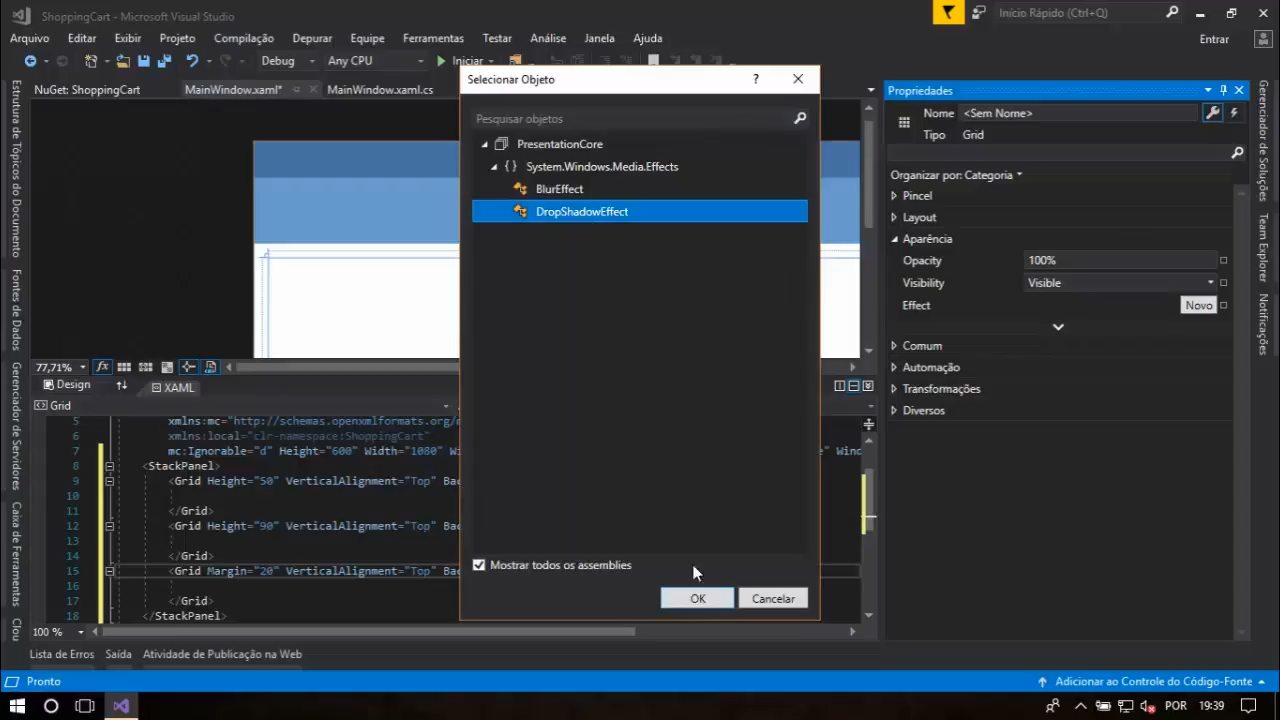 ShoppingCart - Microsoft Visual Studio
Início Rápido (Ctrl+Q)
Arquivo Editar Exibir Projeto Compilação Depurar Equipe Ferramentas Testar Análise Janela Ajuda
Entrar
Debug Any CPU Iniciar
NuGet: ShoppingCart MainWindow.xaml* MainWindow.xaml.cs
Estrutura de Tópicos do Documento
Fontes de Dados
Gerenciador de Servidores
Caixa de Ferramentas
Clou
Selecionar Objeto ?
Pesquisar objetos
PresentationCore
{ } System.Windows.Media.Effects
BlurEffect
DropShadowEffect
Mostrar todos os assemblies
OK Cancelar
77,71% fx
Design XAML
Grid
5 xmlns:mc="http://schemas.openxmlformats.org/
6 xmlns:local="clr-namespace:ShoppingCart"
7 mc:Ignorable="d" Height="600" Width="1080" Wi
e" Wind
8 <StackPanel>
9 <Grid Height="50" VerticalAlignment="Top" Bac
10
11 </Grid>
12 <Grid Height="90" VerticalAlignment="Top" Bac
13
14 </Grid>
15 <Grid Margin="20" VerticalAlignment="Top" Bac
16
17 </Grid>
18 </StackPanel>
100 %
Propriedades
Nome <Sem Nome>
Tipo Grid
Organizar por: Categoria
Pincel
Layout
Aparência
Opacity 100%
Visibility Visible
Effect Novo
Comum
Automação
Transformações
Diversos
Gerenciador de Soluções
Team Explorer
Notificações
Lista de Erros Saída Atividade de Publicação na Web
Pronto
Adicionar ao Controle do Código-Fonte
POR 19:39